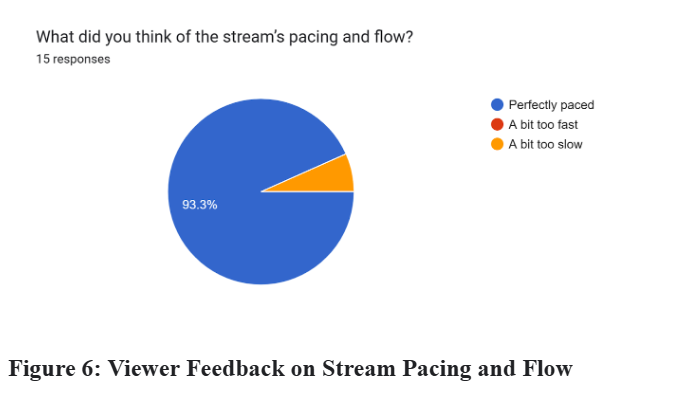 What did you think of the stream's pacing and flow?
15 responses
Perfectly paced
A bit too fast
A bit too slow
93.3%
Figure 6: Viewer Feedback on Stream Pacing and Flow